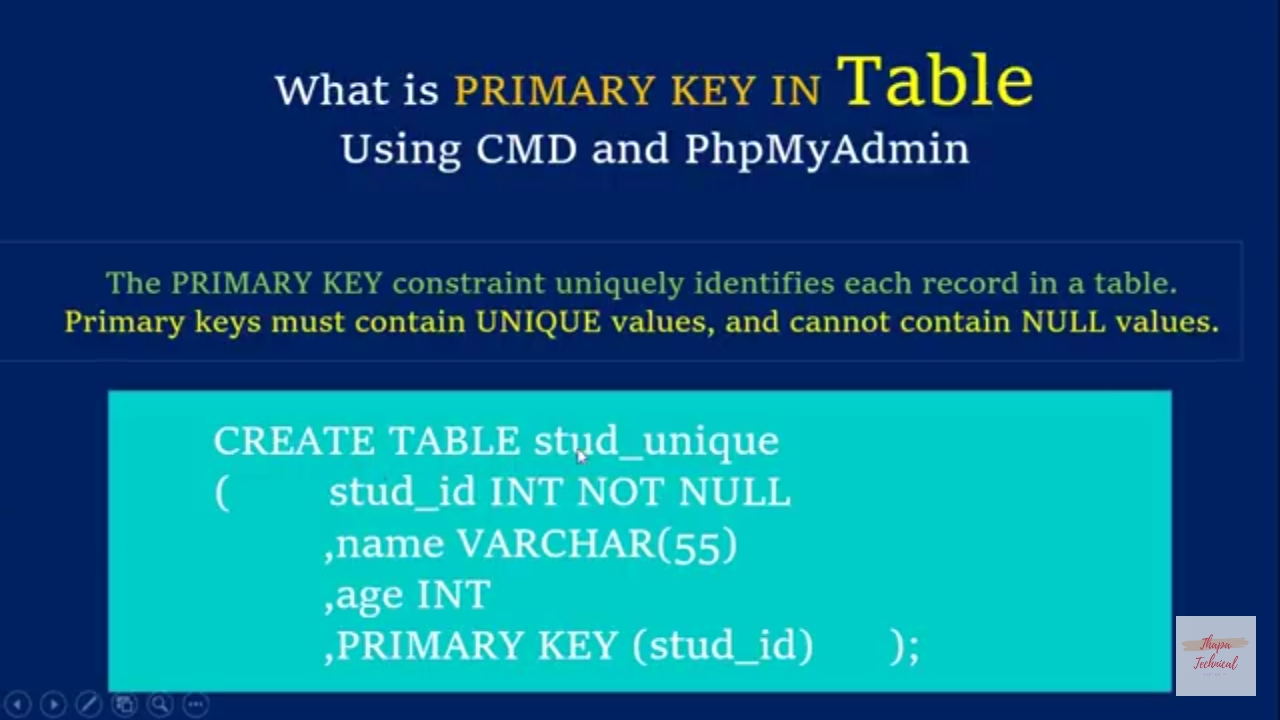 What is PRIMARY KEY IN Table
Using CMD and PhpMyAdmin
The PRIMARY KEY constraint uniquely identifies each record in a table.
Primary keys must contain UNIQUE values, and cannot contain NULL values.
CREATE TABLE stud_unique
( stud_id INT NOT NULL
,name VARCHAR(55)
,age INT
,PRIMARY KEY (stud_id) );
Thapa
Technical